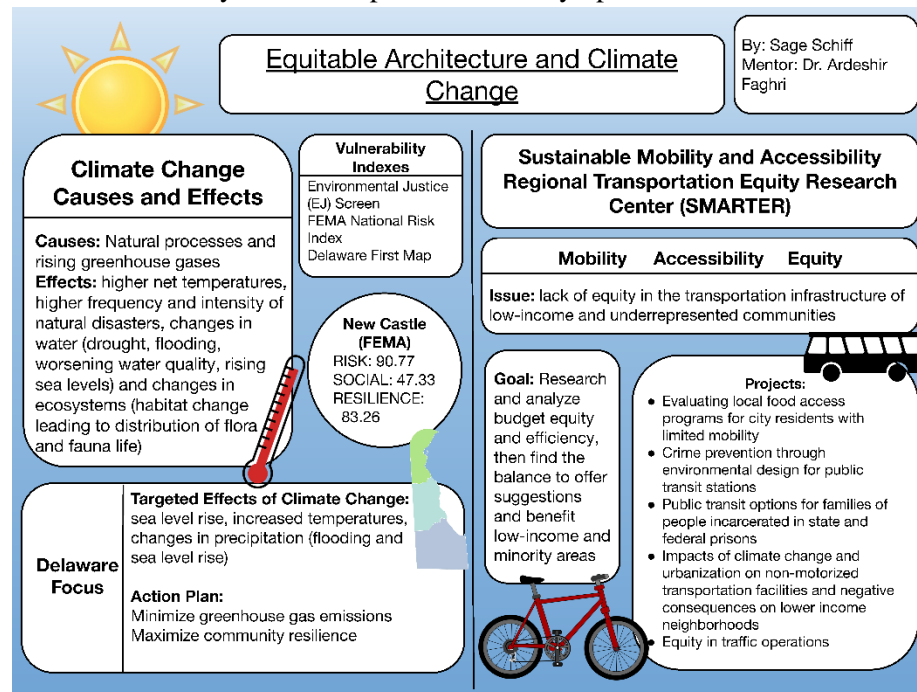 Equitable Architecture and Climate
Change
By: Sage Schiff
Mentor: Dr. Ardeshir
Faghri
Climate Change
Causes and Effects
Causes: Natural processes and
rising greenhouse gases
Effects: higher net temperatures,
higher frequency and intensity of
natural disasters, changes in
water (drought, flooding,
worsening water quality, rising
sea levels) and changes in
ecosystems (habitat change
leading to distribution of flora
and fauna life)
Vulnerability
Indexes
Environmental Justice
(EJ) Screen
FEMA National Risk
Index
Delaware First Map
New Castle
(FEMA)
RISK: 90.77
SOCIAL: 47.33
RESILIENCE:
83.26
Delaware
Focus
Targeted Effects of Climate Change:
sea level rise, increased temperatures,
changes in precipitation (flooding and
sea level rise)
Action Plan:
Minimize greenhouse gas emissions
Maximize community resilience
Sustainable Mobility and Accessibility
Regional Transportation Equity Research
Center (SMARTER)
Mobility Accessibility Equity
Issue: lack of equity in the transportation infrastructure of
low-income and underrepresented communities
Goal: Research
and analyze
budget equity
and efficiency,
then find the
balance to offer
suggestions
and benefit
low-income and
minority areas
Projects:
● Evaluating local food access
programs for city residents with
limited mobility
● Crime prevention through
environmental design for public
transit stations
● Public transit options for families of
people incarcerated in state and
federal prisons
● Impacts of climate change and
urbanization on non-motorized
transportation facilities and negative
consequences on lower income
neighborhoods
● Equity in traffic operations